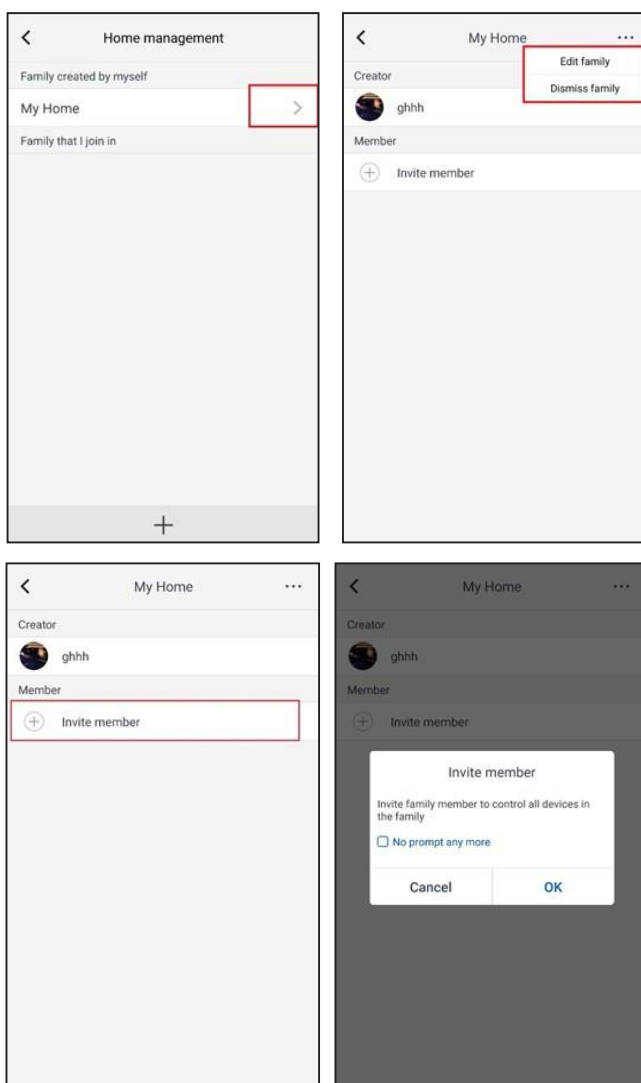 Home management
Family created by myself
My Home
Family that I join in
My Home
Edit family
Dismiss family
Creator
ghhh
Member
Invite member
My Home
Creator
ghhh
Member
Invite member
My Home
Creator
ghhh
Member
Invite member
Invite member
Invite family member to control all devices in
the family
No prompt any more
Cancel OK